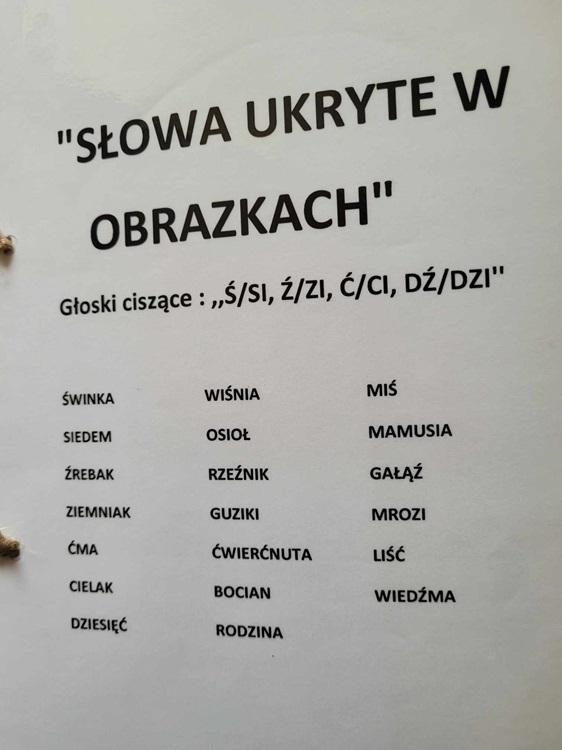 "SŁOWA UKRYTE W
OBRAZKACH"
Głoski ciszące : ,,Ś/SI, Ź/ZI, Ć/CI, DŹ/DZI"
ŚWINKA WIŚNIA MIŚ
SIEDEM OSIOŁ MAMUSIA
ŹREBAK RZEŹNIK GAŁĄŹ
ZIEMNIAK GUZIKI MROZI
ĆMA ĆWIERĆNUTA LIŚĆ
CIELAK BOCIAN WIEDŹMA
DZIESIĘĆ RODZINA